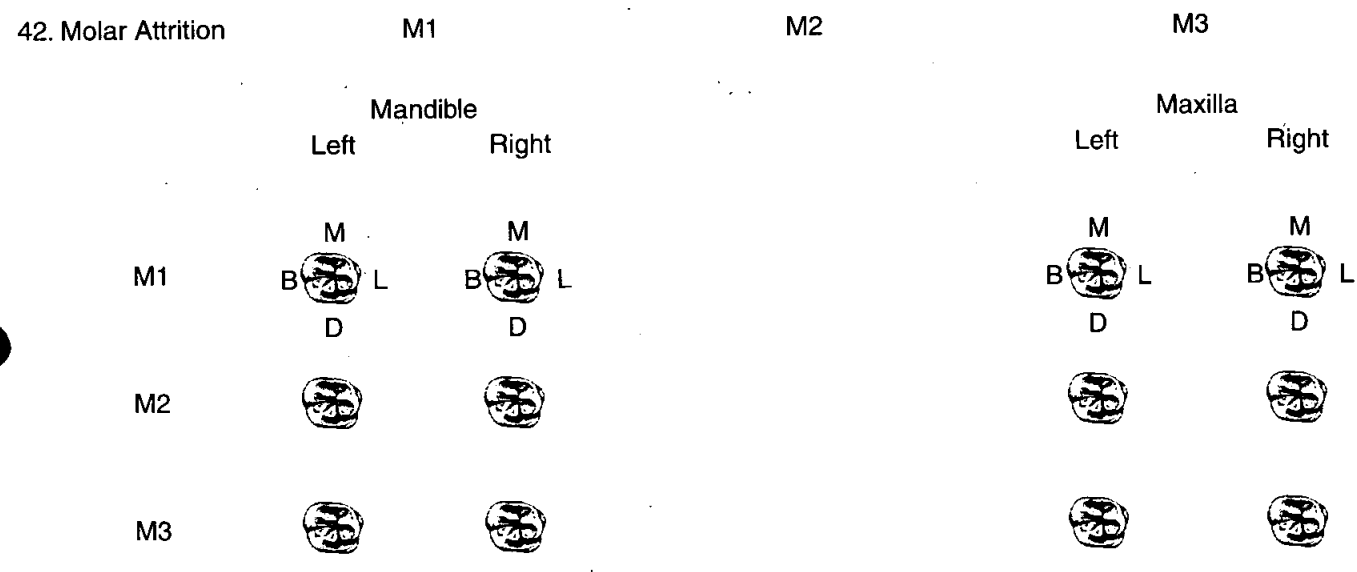 42. Molar Attrition M1 M2 M3
Mandible Maxilla
Left Right Left Right
M M M M
M1 B L B L B L B L
D D D D
M2
M3